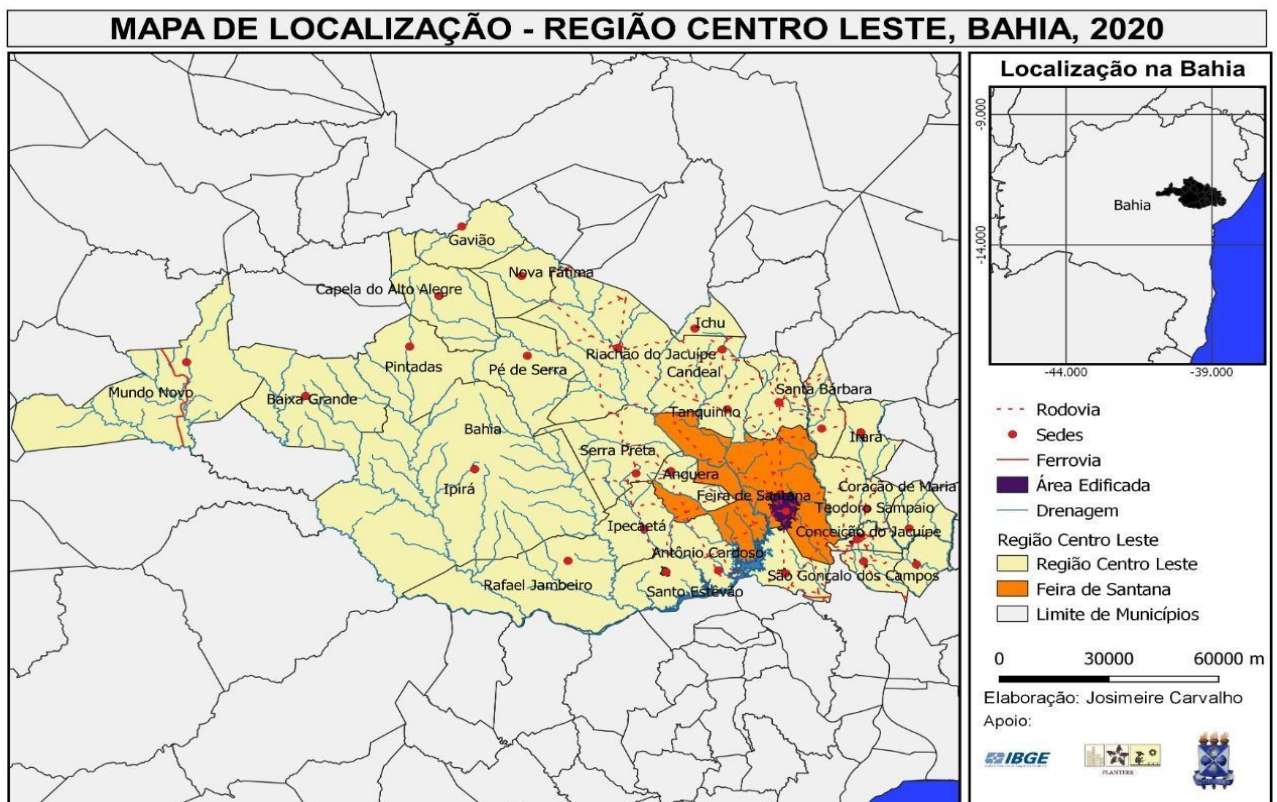 MAPA DE LOCALIZAÇÃO - REGIÃO CENTRO LESTE, BAHIA, 2020
Gavião
Nova Fátima
Capela do Alto Alegre
Ichu
Riachão do Jacuípe
Candeal
Pintadas
Pé de Serra
Mundo Novo
Baixa Grande
Santa Bárbara
Tanquinho
Bahia
Irará
Serra Preta
Anguera
Ipirá
Coração de Maria
Feira de Santana
Teodoro Sampaio
Ipecaetá
Conceição do Jacuípe
Antônio Cardoso
Rafael Jambeiro
São Gonçalo dos Campos
Santo Estêvão
Localização na Bahia
-9.000
Bahia
-14.000
-44.000
-39.000
Rodovia
Sedes
Ferrovia
Área Edificada
Drenagem
Região Centro Leste
Região Centro Leste
Feira de Santana
Limite de Municípios
0 30000 60000 m
Elaboração: Josimeire Carvalho
Apoio:
IBGE
PLANTERR